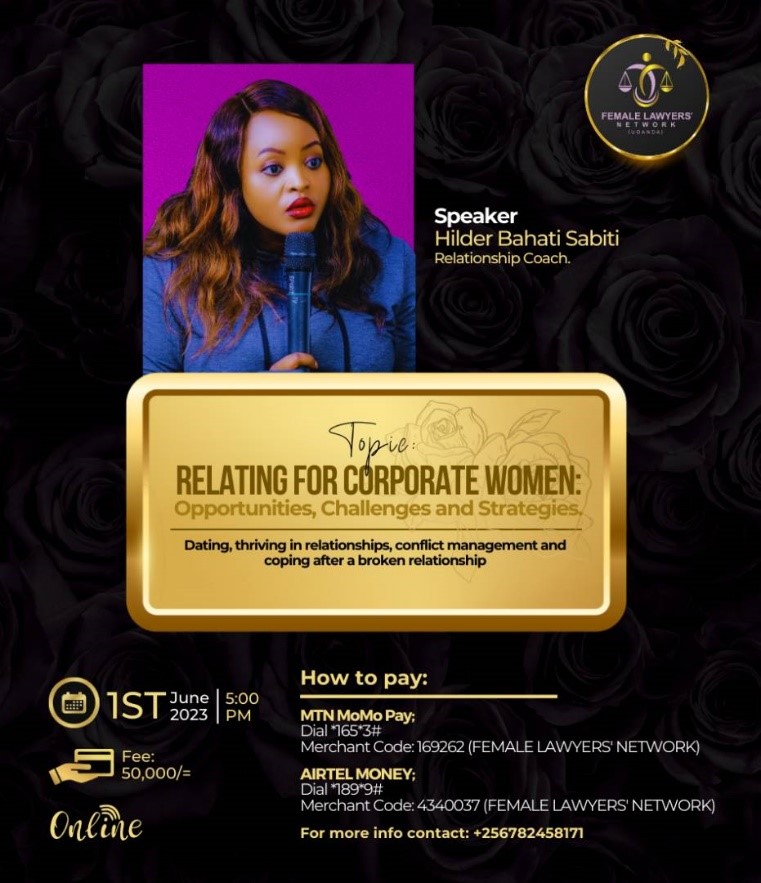 FEMALE LAWYERS'
NETWORK
(UGANDA)
Speaker
Hilder Bahati Sabiti
Relationship Coach.
Topic:
RELATING FOR CORPORATE WOMEN:
Opportunities, Challenges and Strategies.
Dating, thriving in relationships, conflict management and
coping after a broken relationship
1ST June 2023 | 5:00 PM
Fee:
50,000/=
Online
How to pay:
MTN MoMo Pay;
Dial *165*3#
Merchant Code: 169262 (FEMALE LAWYERS' NETWORK)
AIRTEL MONEY;
Dial *189*9#
Merchant Code: 4340037 (FEMALE LAWYERS' NETWORK)
For more info contact: +256782458171